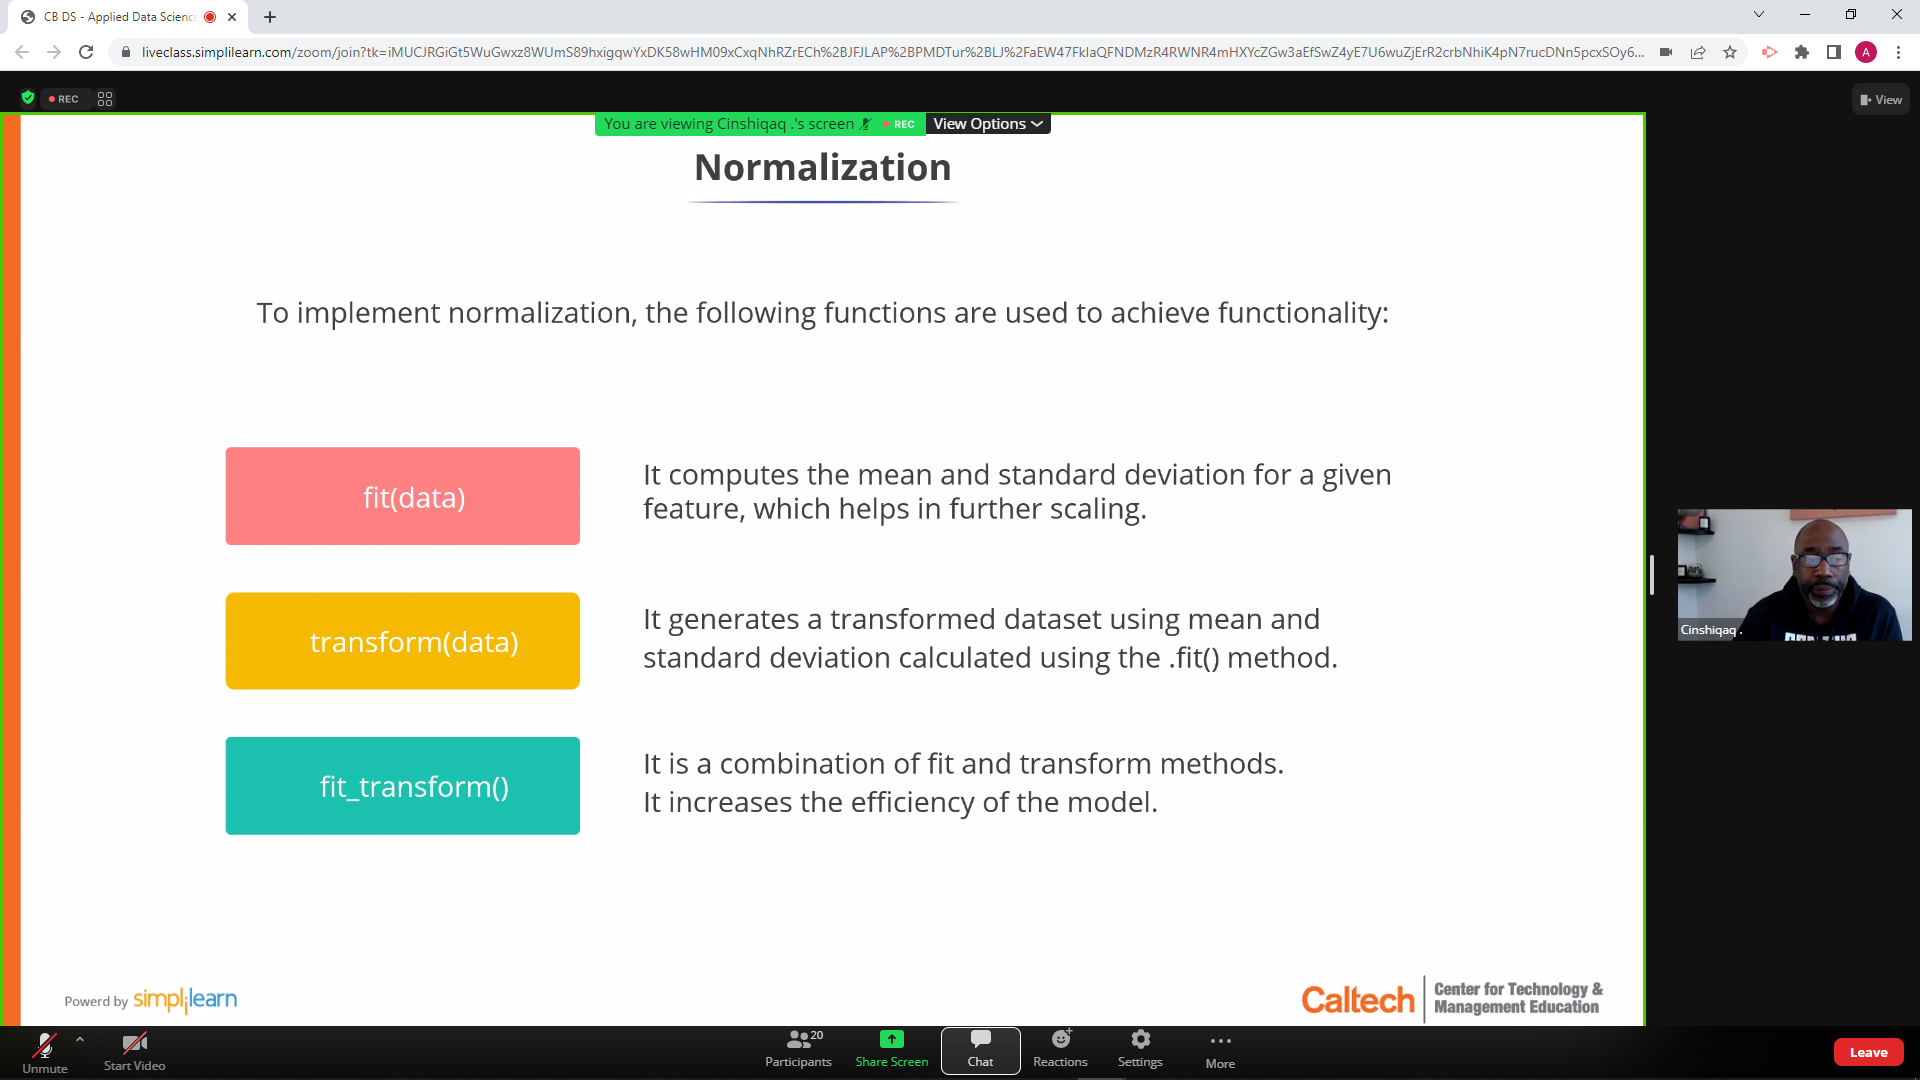 CB DS - Applied Data Scienc
liveclass.simplilearn.com/zoom/join?tk=iMUCJRGiGt5WuGwxz8WUmS89hxigqwYxDK58wHM09xCxqNhRZrECh%2BJFJLAP%2BPMDTur%2BLJ%2FaEW47FklaQFNDMzR4RWNR4mHXYcZGw3aEfSwZ4yE7U6wuZjErR2crbNhiK4pN7rucDNn5pcxSOy6...
A
REC
View
You are viewing Cinshiqaq .'s screen REC View Options
Normalization
To implement normalization, the following functions are used to achieve functionality:
fit(data)
It computes the mean and standard deviation for a given
feature, which helps in further scaling.
transform(data)
It generates a transformed dataset using mean and
standard deviation calculated using the .fit() method.
fit_transform()
It is a combination of fit and transform methods.
It increases the efficiency of the model.
Cinshiqaq .
Powerd by simplilearn
Caltech
Center for Technology &
Management Education
Unmute
Start Video
20
Participants
Share Screen
Chat
Reactions
Settings
More
Leave